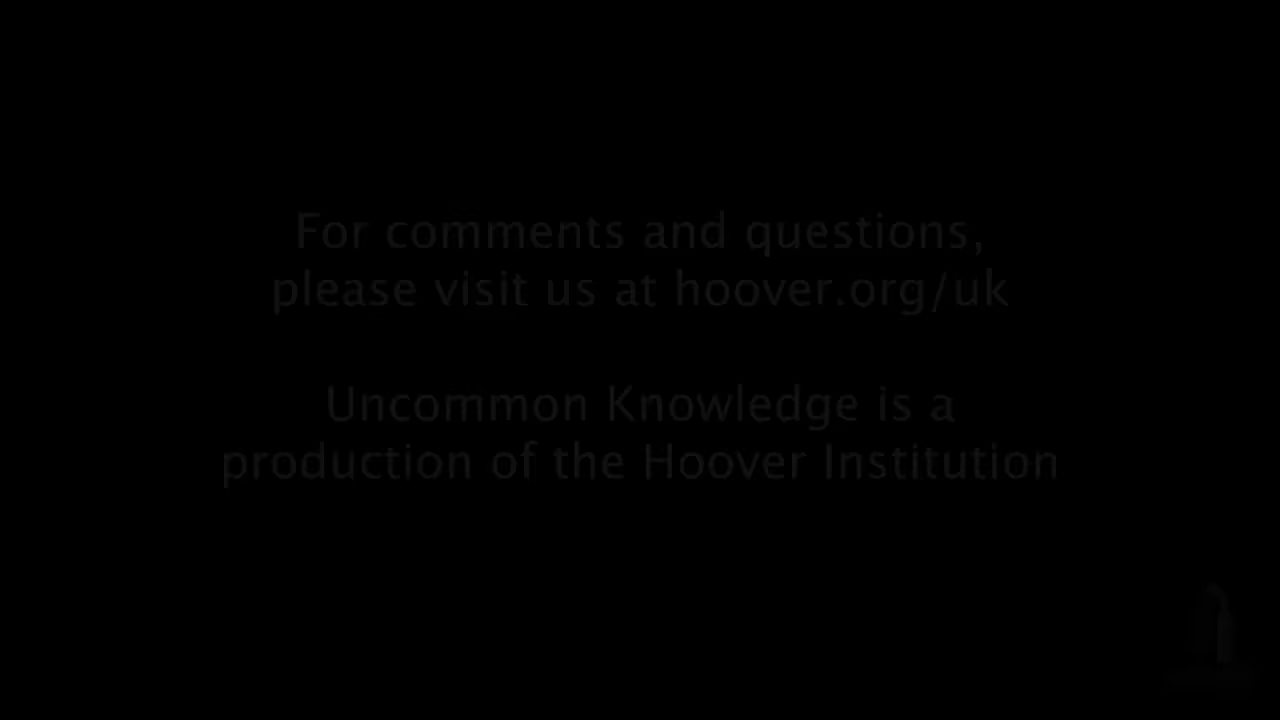 For comments and questions,
please visit us at hoover.org/uk
Uncommon Knowledge is a
production of the Hoover Institution